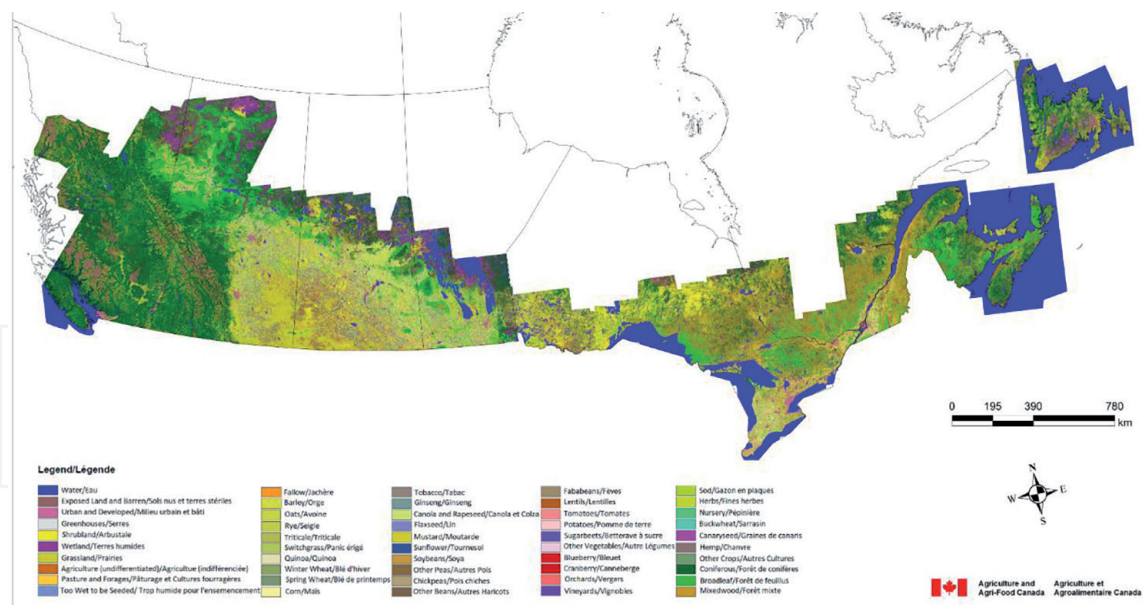 0 195 390 780
km
Legend/Légende
Water/Eau
Exposed Land and Barren/Sols nus et terres stériles
Urban and Developed/Milieu urbain et bâti
Greenhouses/Serres
Shrubland/Arbustale
Wetland/Terres humides
Grassland/Prairies
Agriculture (undifferentiated)/Agriculture (indifférenciée)
Pasture and Forages/Pâturage et Cultures fourragères
Too Wet to be Seeded/ Trop humide pour l'ensemencement
Fallow/Jachère
Barley/Orge
Oats/Avoine
Rye/Seigle
Triticale/Triticale
Switchgrass/Panic érigé
Quinoa/Quinoa
Winter Wheat/Blé d'hiver
Spring Wheat/Blé de printemps
Corn/Maïs
Tobacco/Tabac
Ginseng/Ginseng
Canola and Rapeseed/Canola et Colza
Flaxseed/Lin
Mustard/Moutarde
Sunflower/Tournesol
Soybeans/Soya
Other Peas/Autres Pois
Chickpeas/Pois chiches
Other Beans/Autres Haricots
Fababeans/Fèves
Lentils/Lentilles
Tomatoes/Tomates
Potatoes/Pomme de terre
Sugarbeets/Betterave à sucre
Other Vegetables/Autre Légumes
Blueberry/Bleuet
Cranberry/Canneberge
Orchards/Vergers
Vineyards/Vignobles
Sod/Gazon en plaques
Herbs/Fines herbes
Nursery/Pépinière
Buckwheat/Sarrasin
Canaryseed/Graines de canaris
Hemp/Chanvre
Other Crops/Autres Cultures
Coniferous/Forêt de conifères
Broadleaf/Forêt de feuillus
Mixedwood/Forêt mixte
N
W E
S
Agriculture and Agriculture et
Agri-Food Canada Agroalimentaire Canada